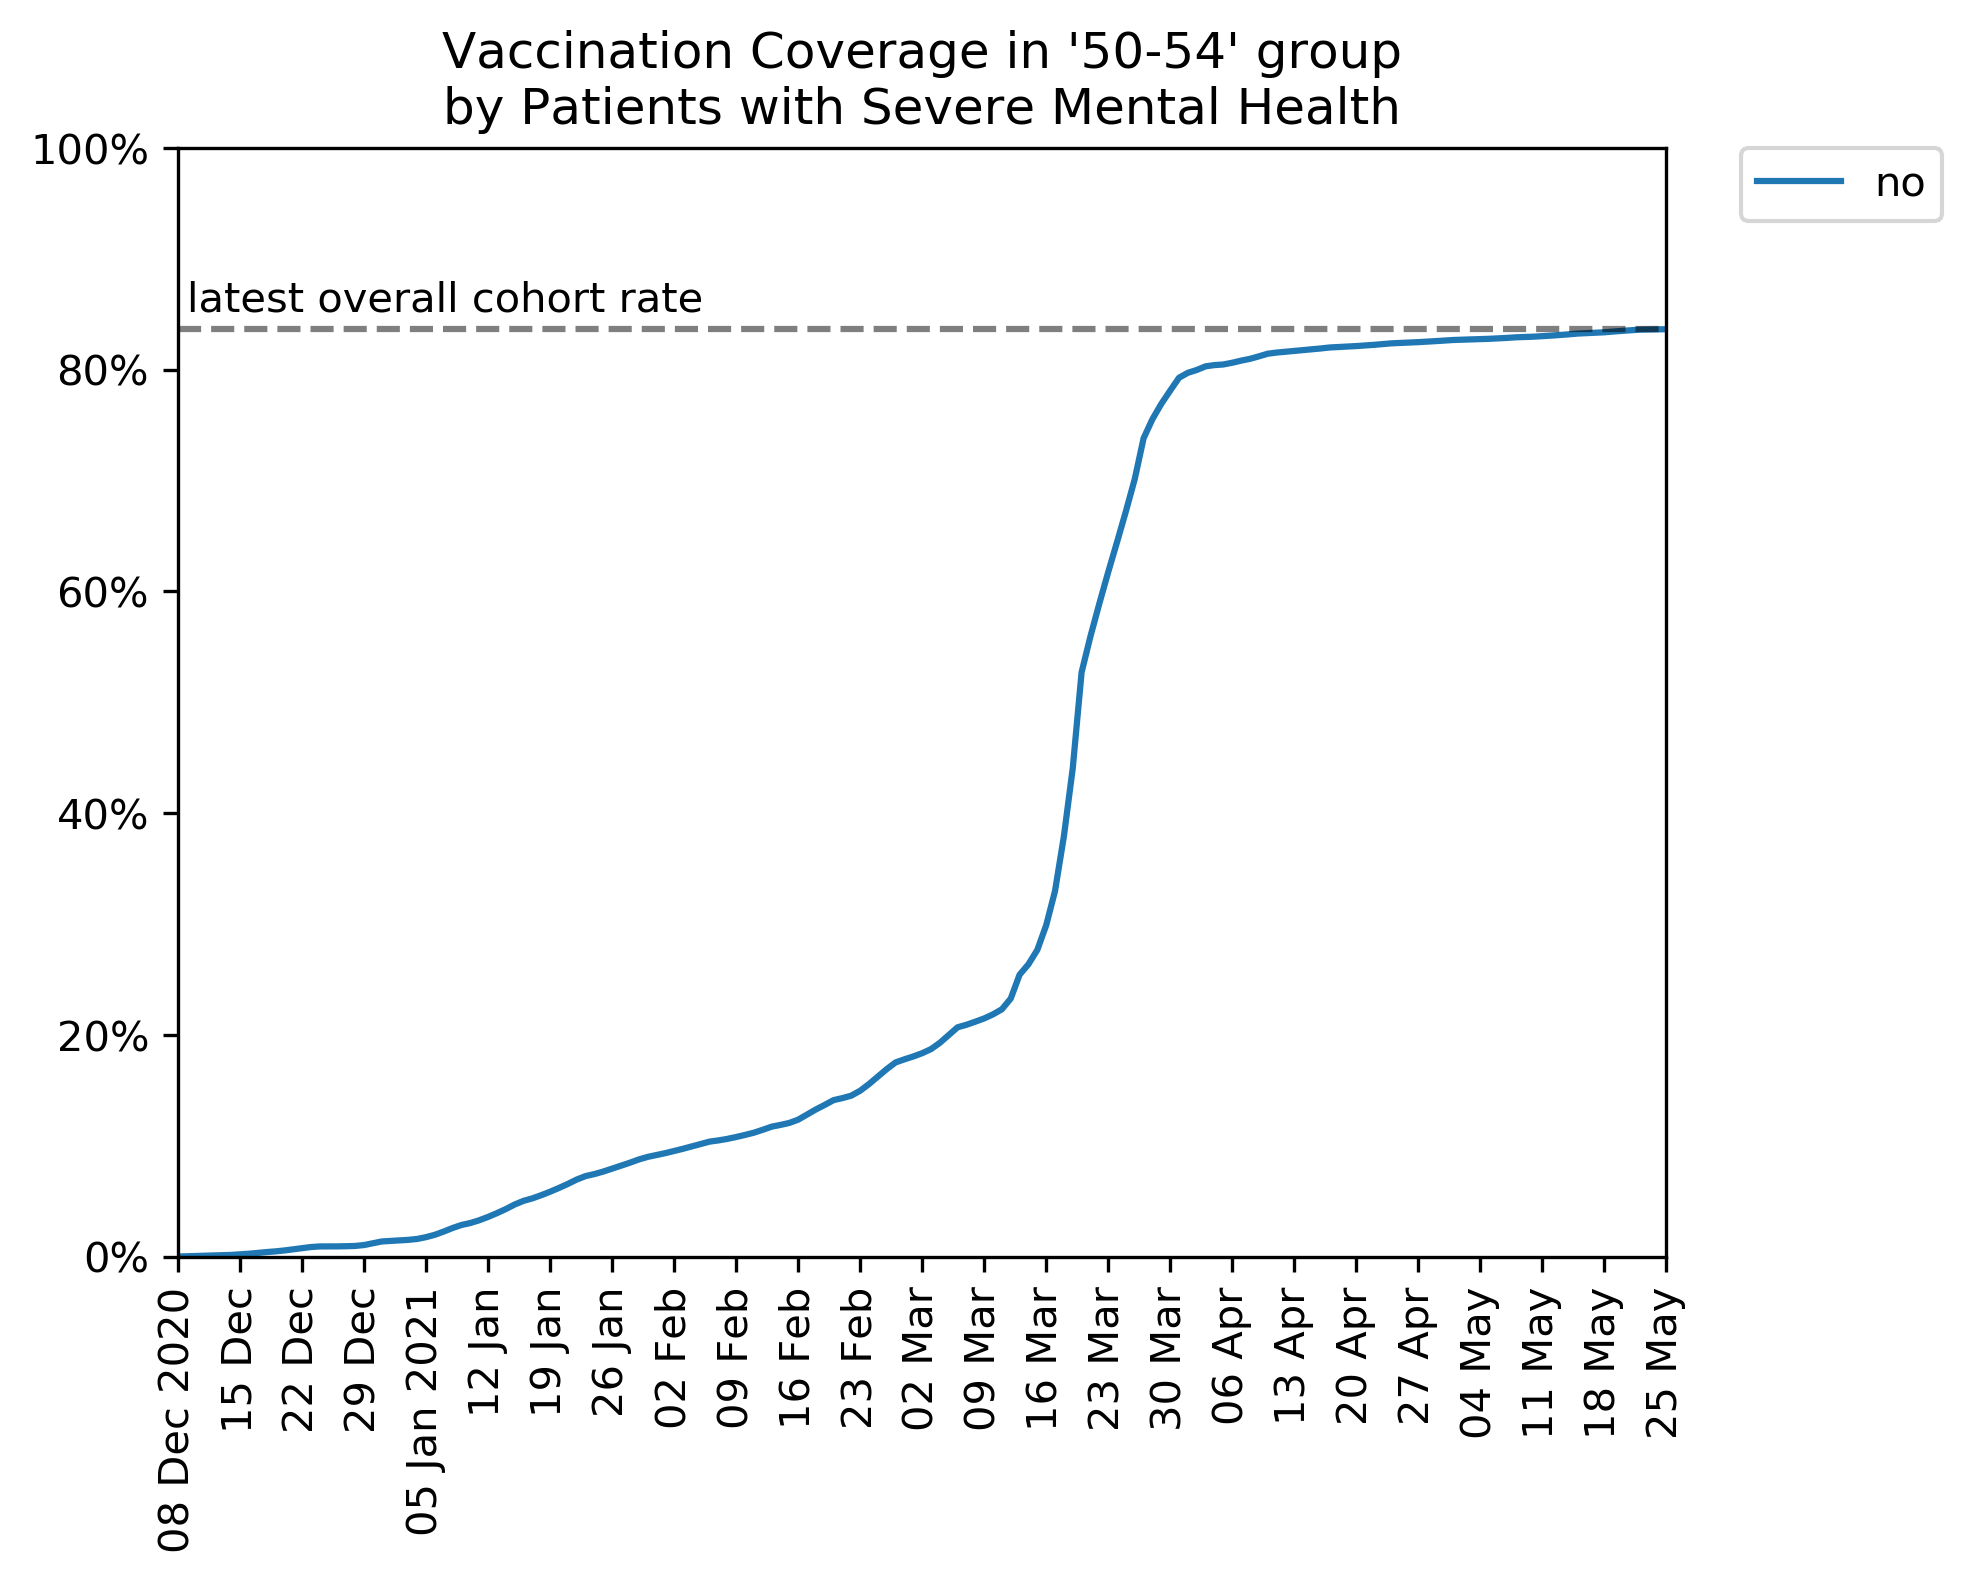 Vaccination Coverage in '50-54' group
by Patients with Severe Mental Health
100%
80%
60%
40%
20%
0%
latest overall cohort rate
no
08 Dec 2020
15 Dec
22 Dec
29 Dec
05 Jan 2021
12 Jan
19 Jan
26 Jan
02 Feb
09 Feb
16 Feb
23 Feb
02 Mar
09 Mar
16 Mar
23 Mar
30 Mar
06 Apr
13 Apr
20 Apr
27 Apr
04 May
11 May
18 May
25 May